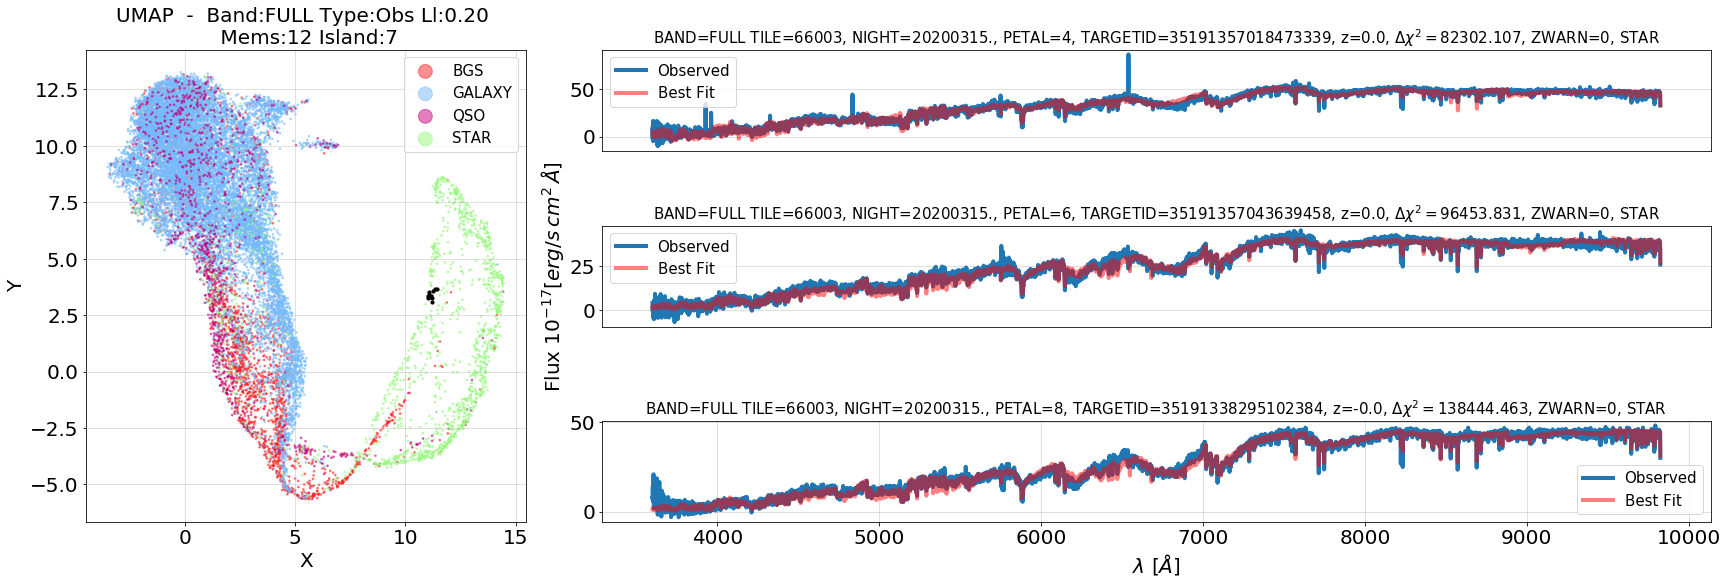 UMAP  -  Band:FULL Type:Obs Ll:0.20
Mems:12 Island:7
BGS
GALAXY
QSO
STAR
12.5
10.0
7.5
5.0
2.5
0.0
−2.5
−5.0
Y
0
5
10
15
X
Flux 10⁻¹⁷[erg/s cm² Å]
BAND=FULL TILE=66003, NIGHT=20200315., PETAL=4, TARGETID=35191357018473339, z=0.0, Δχ² = 82302.107, ZWARN=0, STAR
Observed
Best Fit
50
0
BAND=FULL TILE=66003, NIGHT=20200315., PETAL=6, TARGETID=35191357043639458, z=0.0, Δχ² = 96453.831, ZWARN=0, STAR
Observed
Best Fit
25
0
BAND=FULL TILE=66003, NIGHT=20200315., PETAL=8, TARGETID=35191338295102384, z=-0.0, Δχ² = 138444.463, ZWARN=0, STAR
50
0
Observed
Best Fit
4000
5000
6000
7000
8000
9000
10000
λ [Å]